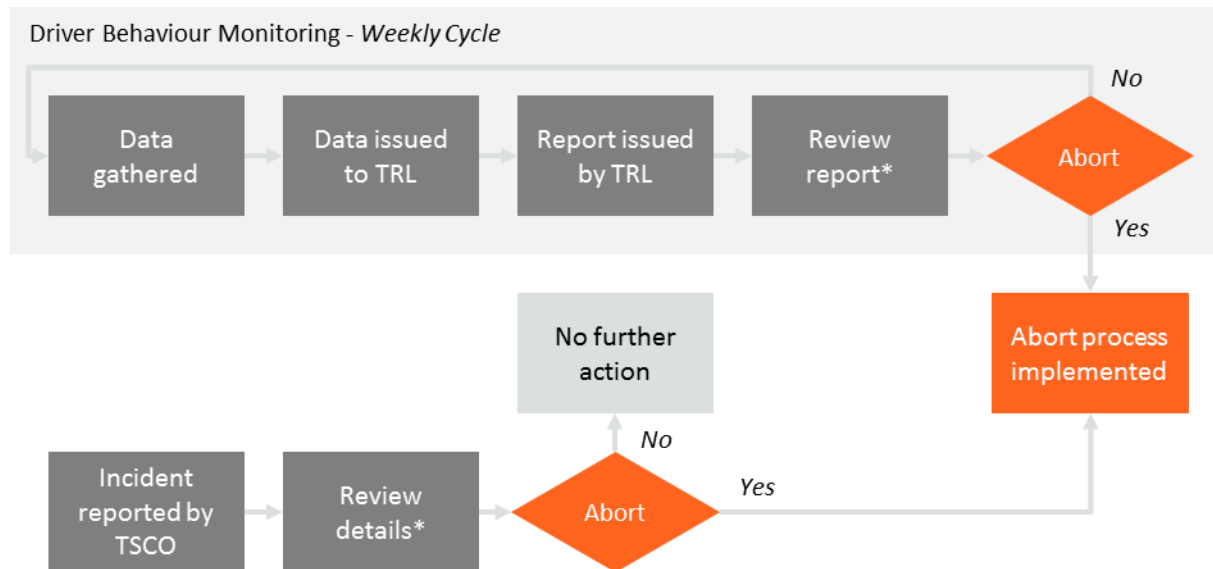 Driver Behaviour Monitoring - Weekly Cycle
No
Data
gathered
Data issued
to TRL
Report issued
by TRL
Review
report*
Abort
Yes
No further
action
Abort process
implemented
No
Incident
reported by
TSCO
Review
details*
Abort
Yes